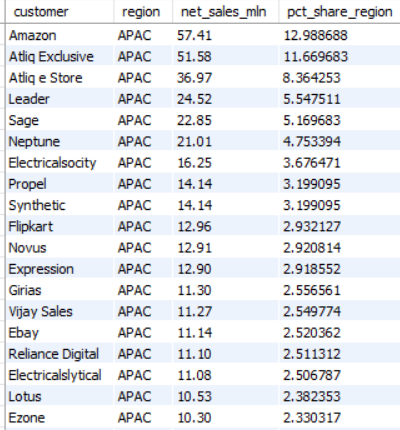 customer region net_sales_mln pct_share_region
Amazon APAC 57.41 12.988688
Atliq Exclusive APAC 51.58 11.669683
Atliq e Store APAC 36.97 8.364253
Leader APAC 24.52 5.547511
Sage APAC 22.85 5.169683
Neptune APAC 21.01 4.753394
Electricalsocity APAC 16.25 3.676471
Propel APAC 14.14 3.199095
Synthetic APAC 14.14 3.199095
Flipkart APAC 12.96 2.932127
Novus APAC 12.91 2.920814
Expression APAC 12.90 2.918552
Girias APAC 11.30 2.556561
Vijay Sales APAC 11.27 2.549774
Ebay APAC 11.14 2.520362
Reliance Digital APAC 11.10 2.511312
Electricalslytical APAC 11.08 2.506787
Lotus APAC 10.53 2.382353
Ezone APAC 10.30 2.330317